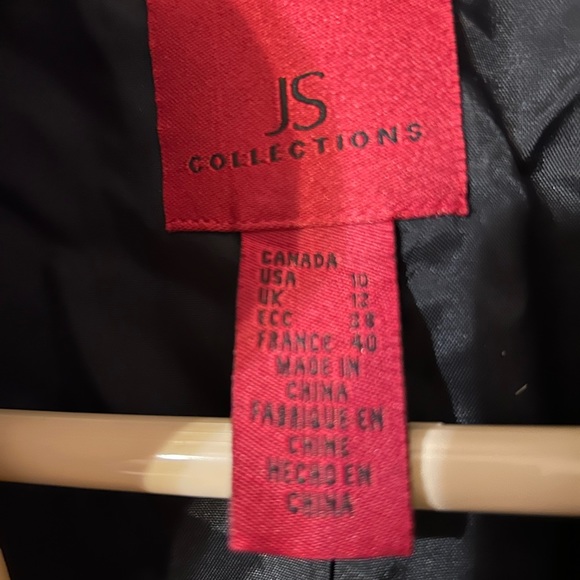 JS
COLLECTIONS
CANADA
USA 10
UK 12
ECC 38
FRANCE 40
MADE IN
CHINA
FABRIQUE EN
CHINE
HECHO EN
CHINA